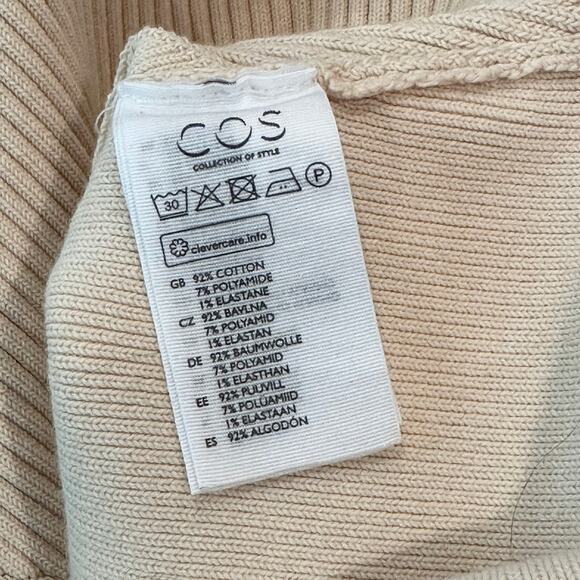 COS
COLLECTION OF STYLE
30 P
clevercare.info
GB 92% COTTON
7% POLYAMIDE
1% ELASTANE
CZ 92% BAVLNA
7% POLYAMID
1% ELASTAN
DE 92% BAUMWOLLE
7% POLYAMID
1% ELASTHAN
EE 92% PUUVILL
7% POLÜAMIID
1% ELASTAAN
ES 92% ALGODÓN